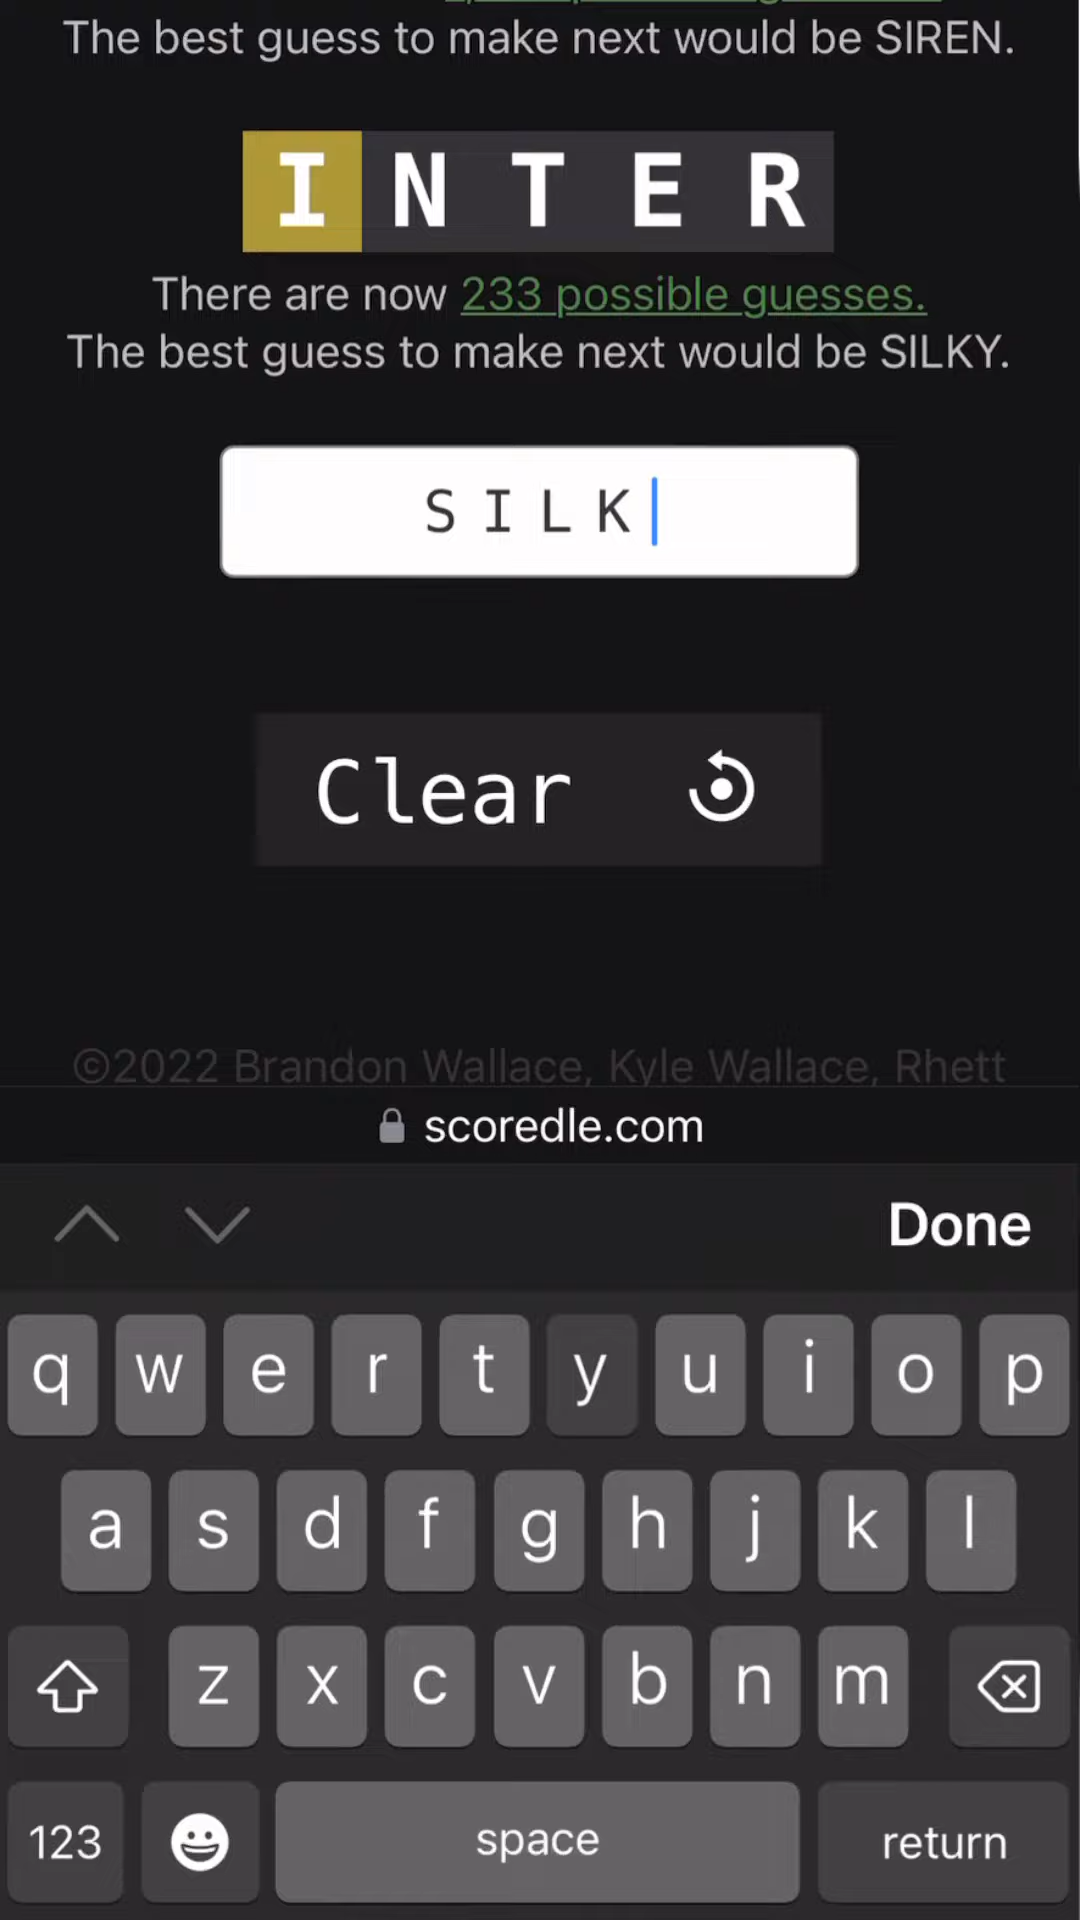 The best guess to make next would be SIREN.
INTER
There are now 233 possible guesses.
The best guess to make next would be SILKY.
SILK
Clear
©2022 Brandon Wallace, Kyle Wallace, Rhett
scoredle.com
Done
q w e r t y u i o p
a s d f g h j k l
z x c v b n m
123 space return